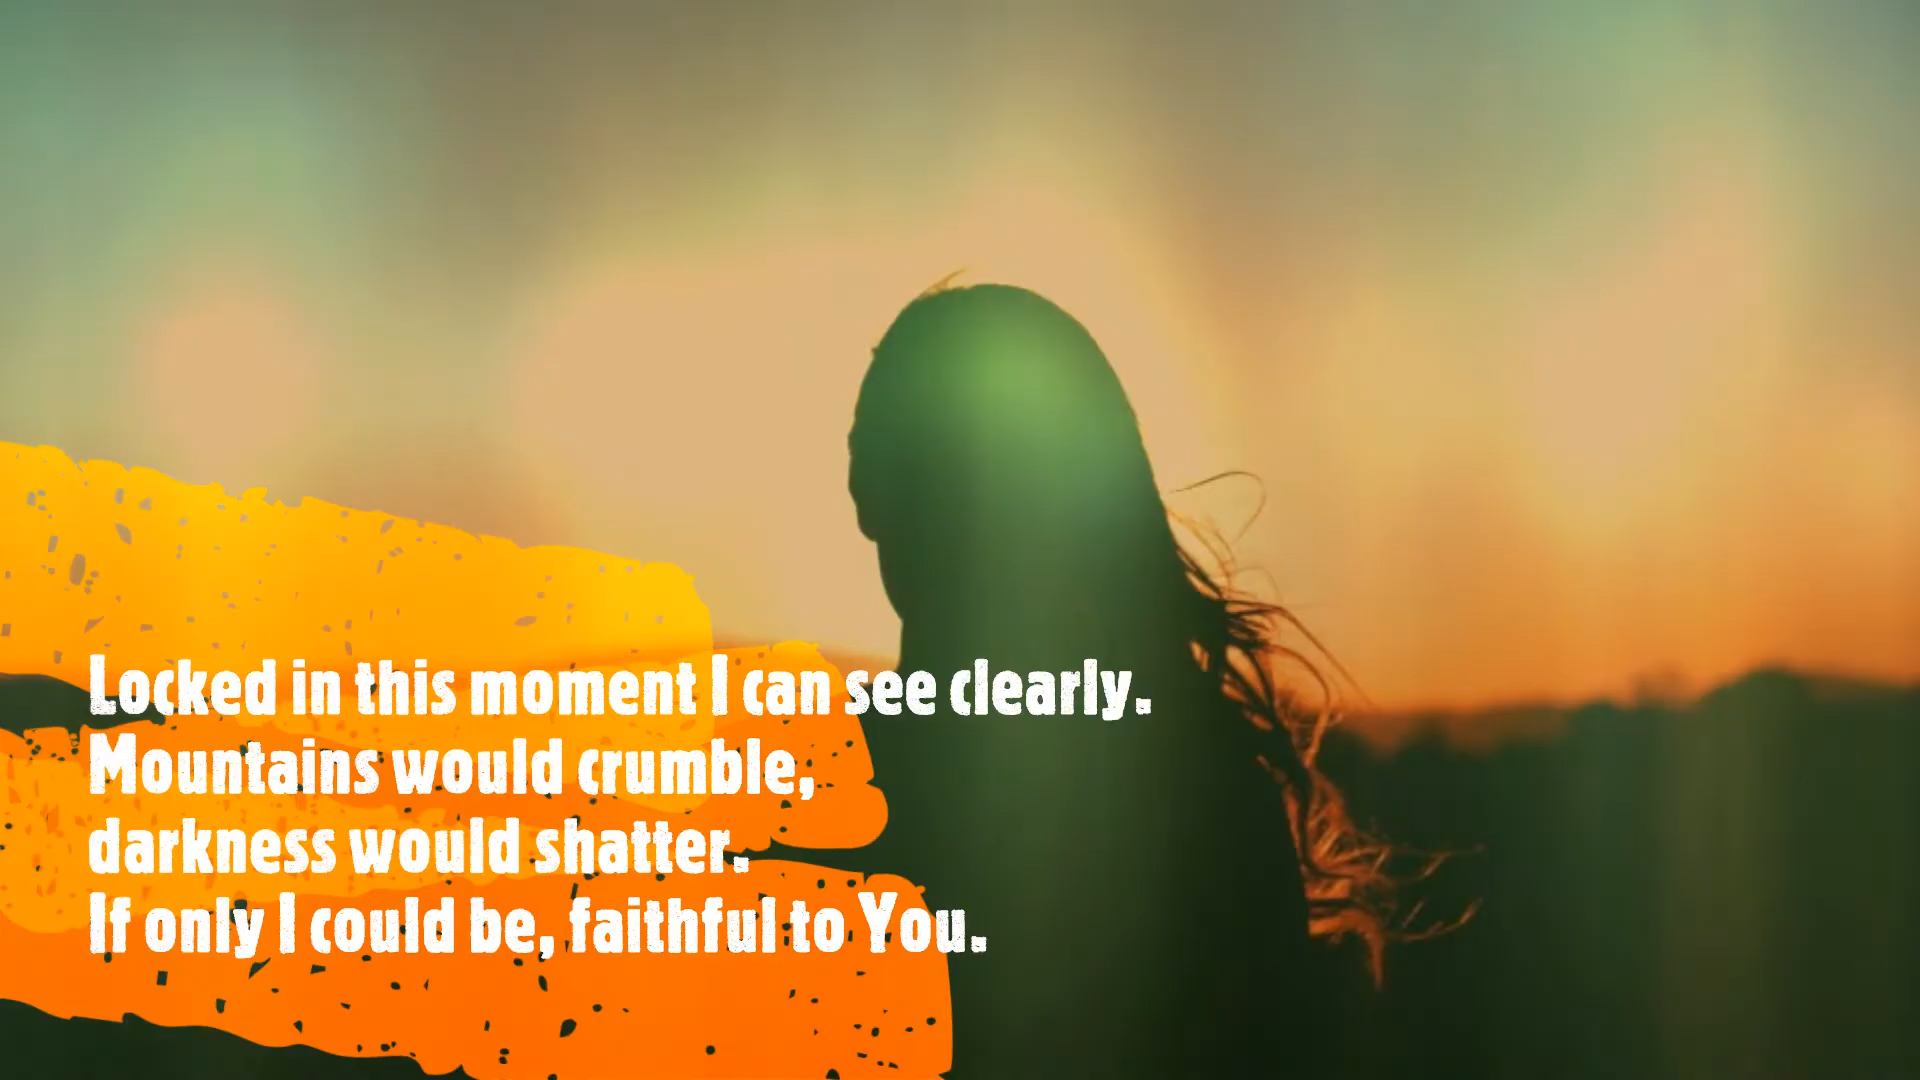 Locked in this moment I can see clearly.
Mountains would crumble,
darkness would shatter.
If only I could be, faithful to You.